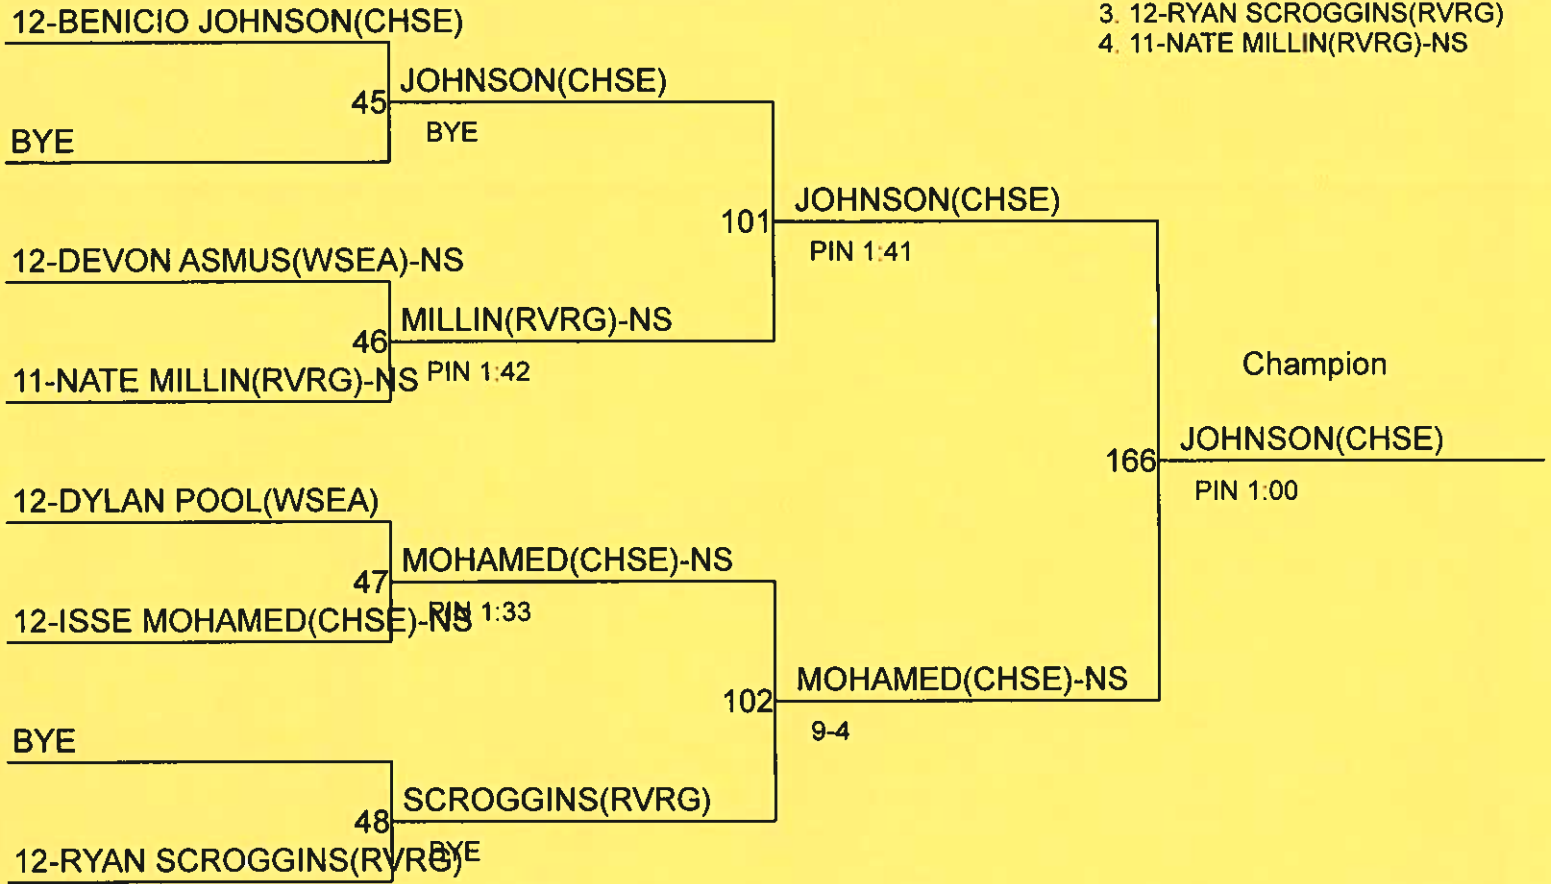 12-BENICIO JOHNSON(CHSE)
3. 12-RYAN SCROGGINS(RVRG)
4. 11-NATE MILLIN(RVRG)-NS
45
JOHNSON(CHSE)
BYE
BYE
101
JOHNSON(CHSE)
PIN 1:41
12-DEVON ASMUS(WSEA)-NS
46
MILLIN(RVRG)-NS
PIN 1:42
11-NATE MILLIN(RVRG)-NS
Champion
166
JOHNSON(CHSE)
PIN 1:00
12-DYLAN POOL(WSEA)
47
MOHAMED(CHSE)-NS
PIN 1:33
12-ISSE MOHAMED(CHSE)-NS
102
MOHAMED(CHSE)-NS
9-4
BYE
48
SCROGGINS(RVRG)
BYE
12-RYAN SCROGGINS(RVRG)